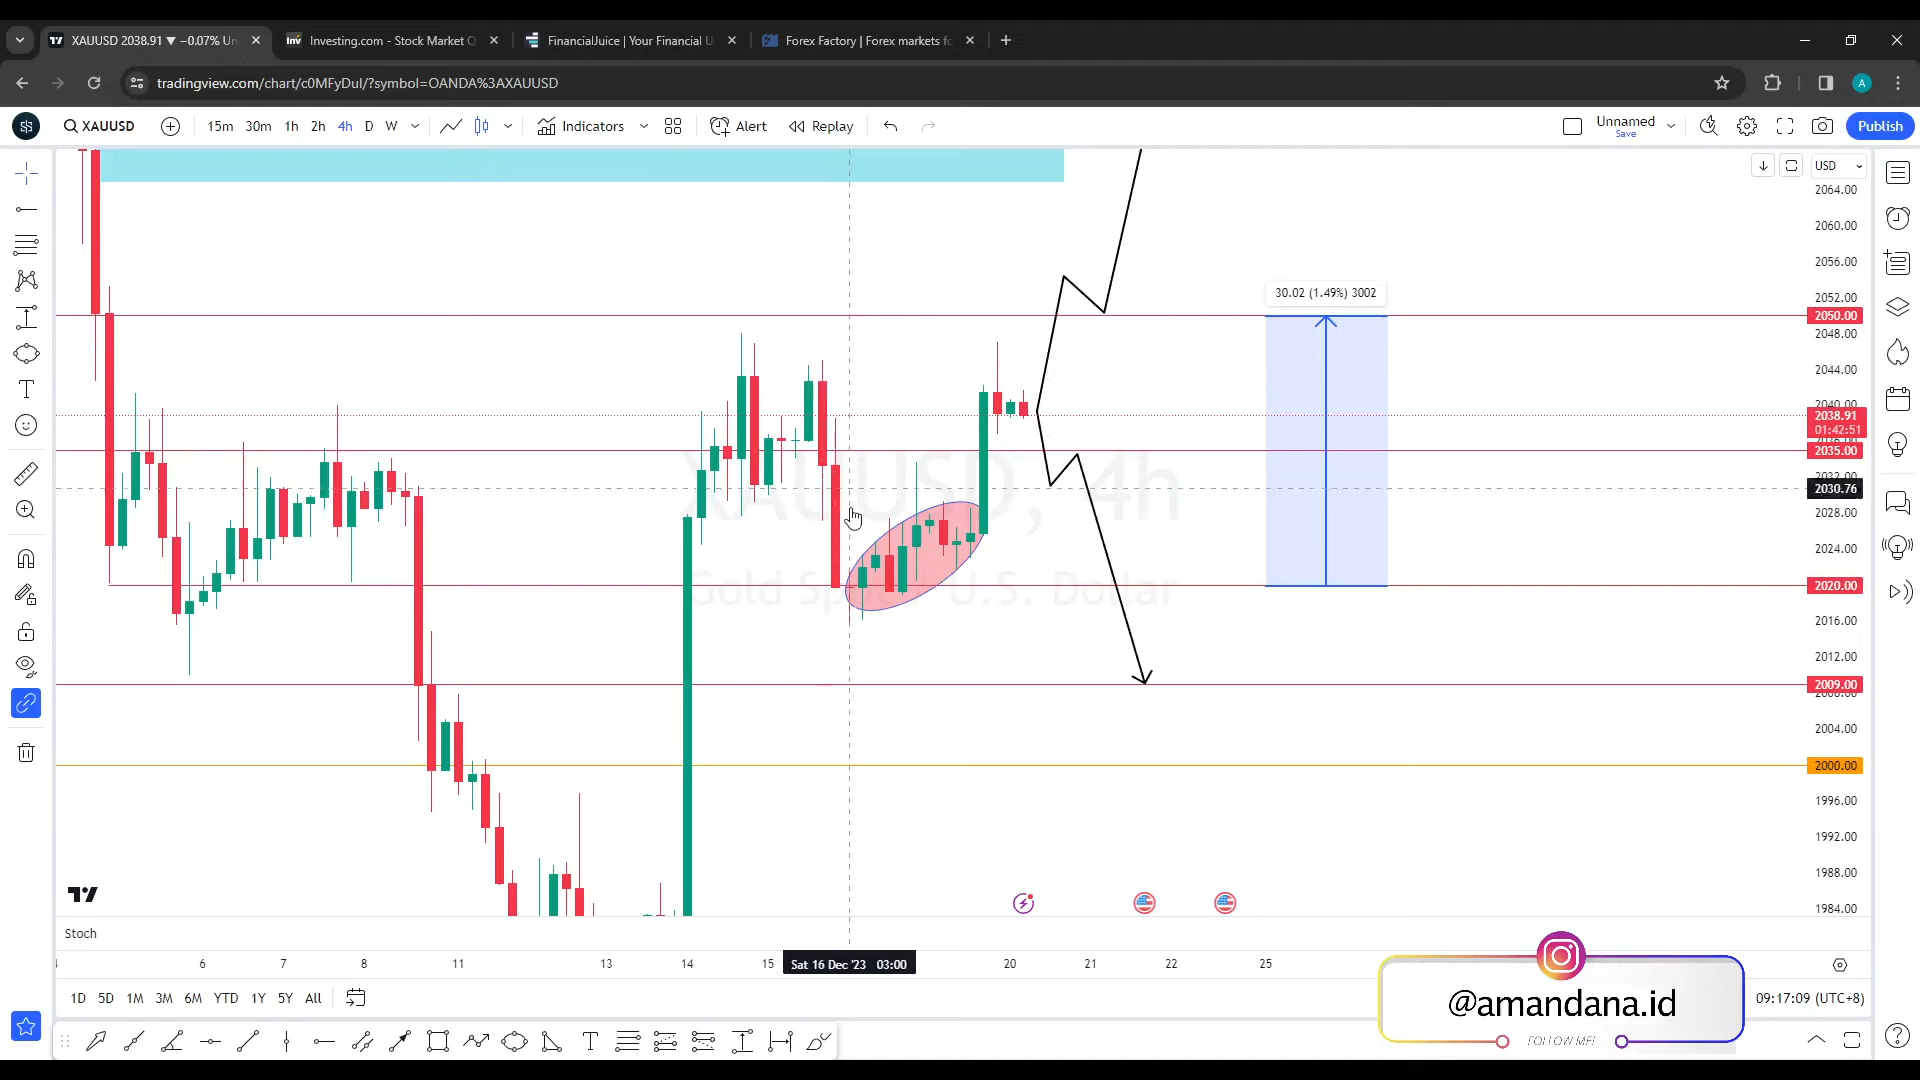 XAUUSD 2038.91 ▼ −0.07% Un
Investing.com - Stock Market Q
FinancialJuice | Your Financial U
Forex Factory | Forex markets fo
tradingview.com/chart/c0MFyDul/?symbol=OANDA%3AXAUUSD
A
XAUUSD
15m 30m 1h 2h 4h D W
Indicators
Alert
Replay
Unnamed
Save
Publish
USD
2064.00
2060.00
2056.00
30.02 (1.49%) 3002
2052.00
2050.00
2048.00
2044.00
2040.00
2038.91
01:42:51
2035.00
2032.00
XAUUSD, 4h
2030.76
2028.00
2024.00
Gold Spot / U.S. Dollar
2020.00
2016.00
2012.00
2009.00
2004.00
2000.00
1996.00
1992.00
1988.00
1984.00
Stoch
6 7 8 11 13 14 15 Sat 16 Dec '23 03:00 20 21 22 25
1D 5D 1M 3M 6M YTD 1Y 5Y All
09:17:09 (UTC+8)
@amandana.id
FOLLOW ME!